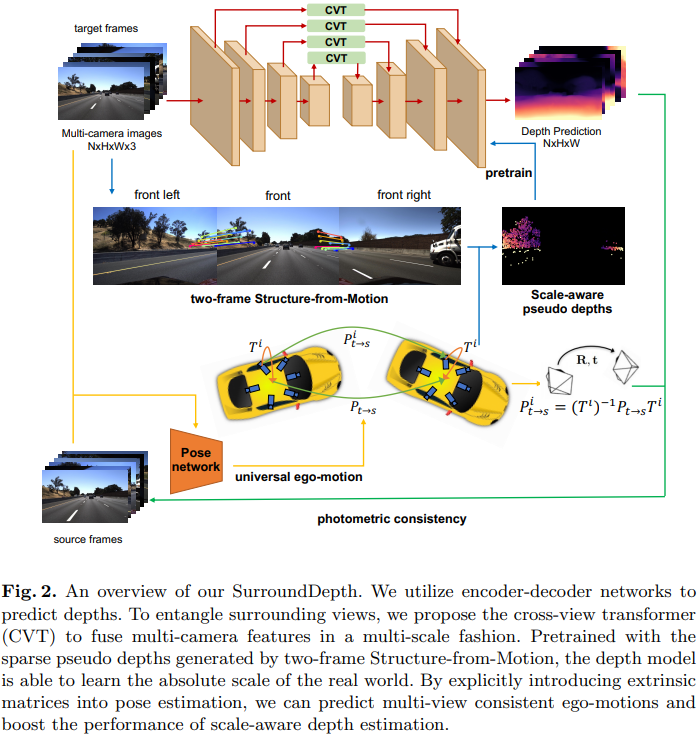 target frames
CVT
CVT
CVT
CVT
Multi-camera images
NxHxWx3
Depth Prediction
NxHxW
pretrain
front left
front
front right
two-frame Structure-from-Motion
Scale-aware
pseudo depths
T^i
P^i_{t→s}
T^i
R, t
P_{t→s}
P^i_{t→s} = (T^i)^{-1}P_{t→s}T^i
Pose
network
universal ego-motion
photometric consistency
source frames
Fig. 2. An overview of our SurroundDepth. We utilize encoder-decoder networks to
predict depths. To entangle surrounding views, we propose the cross-view transformer
(CVT) to fuse multi-camera features in a multi-scale fashion. Pretrained with the
sparse pseudo depths generated by two-frame Structure-from-Motion, the depth model
is able to learn the absolute scale of the real world. By explicitly introducing extrinsic
matrices into pose estimation, we can predict multi-view consistent ego-motions and
boost the performance of scale-aware depth estimation.